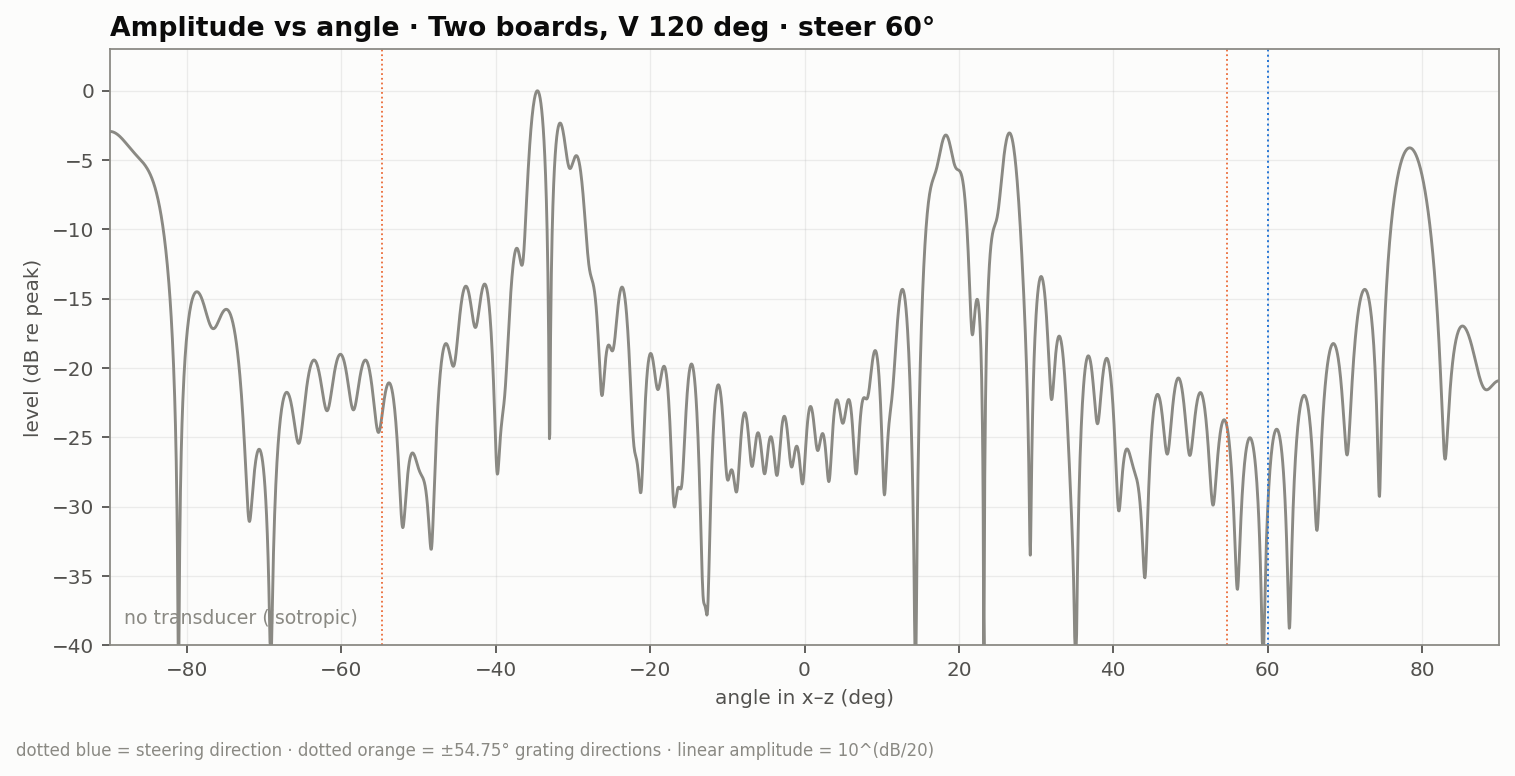 Amplitude vs angle · Two boards, V 120 deg · steer 60°
level (dB re peak)
0
−5
−10
−15
−20
−25
−30
−35
−40
no transducer (isotropic)
−80 −60 −40 −20 0 20 40 60 80
angle in x–z (deg)
dotted blue = steering direction · dotted orange = ±54.75° grating directions · linear amplitude = 10^(dB/20)